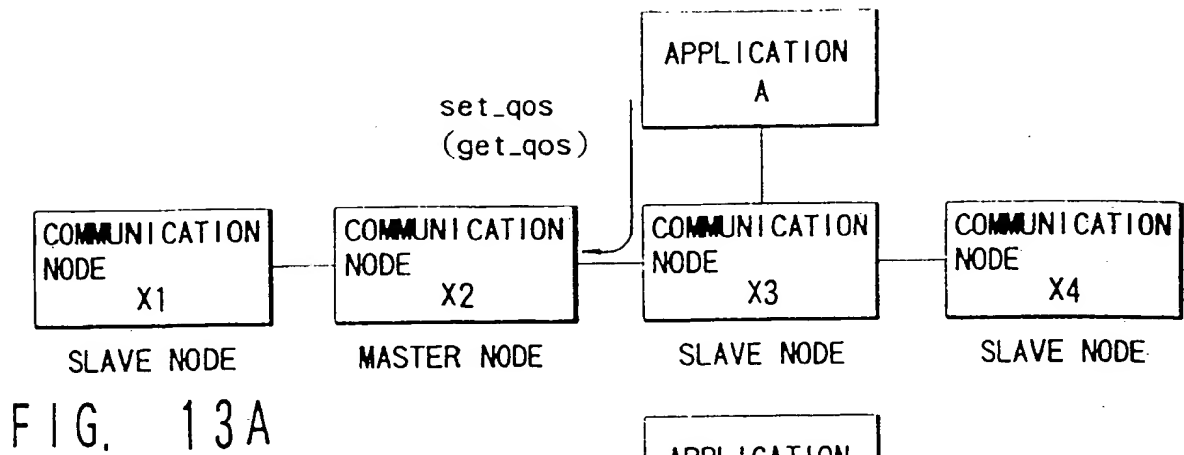 APPLICATION
A
set_qos
(get_qos)
COMMUNICATION
NODE
X1
COMMUNICATION
NODE
X2
COMMUNICATION
NODE
X3
COMMUNICATION
NODE
X4
SLAVE NODE
MASTER NODE
SLAVE NODE
SLAVE NODE
FIG. 13A
APPLICATION